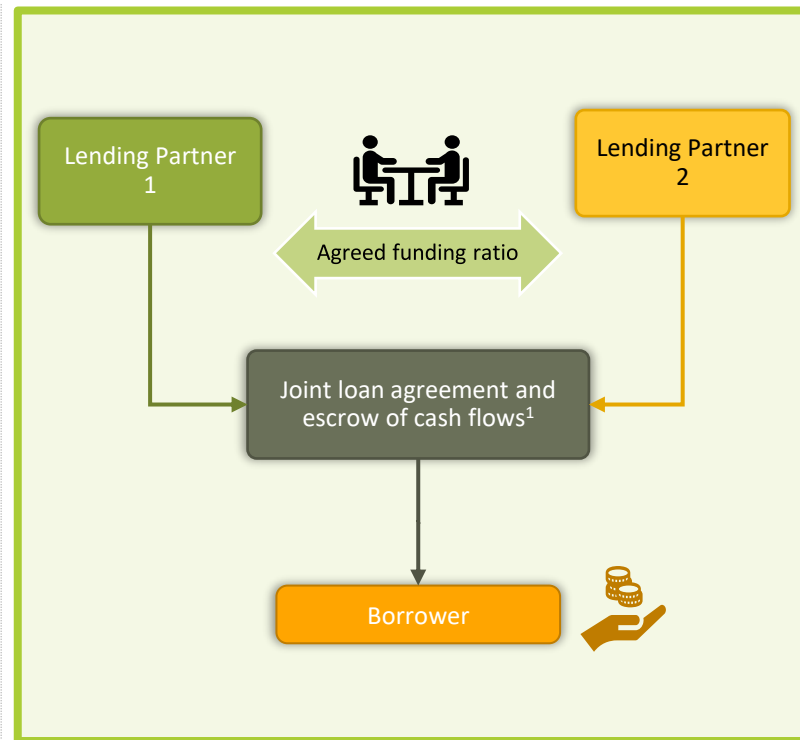 Lending Partner
1
Lending Partner
2
Agreed funding ratio
Joint loan agreement and
escrow of cash flows¹
Borrower